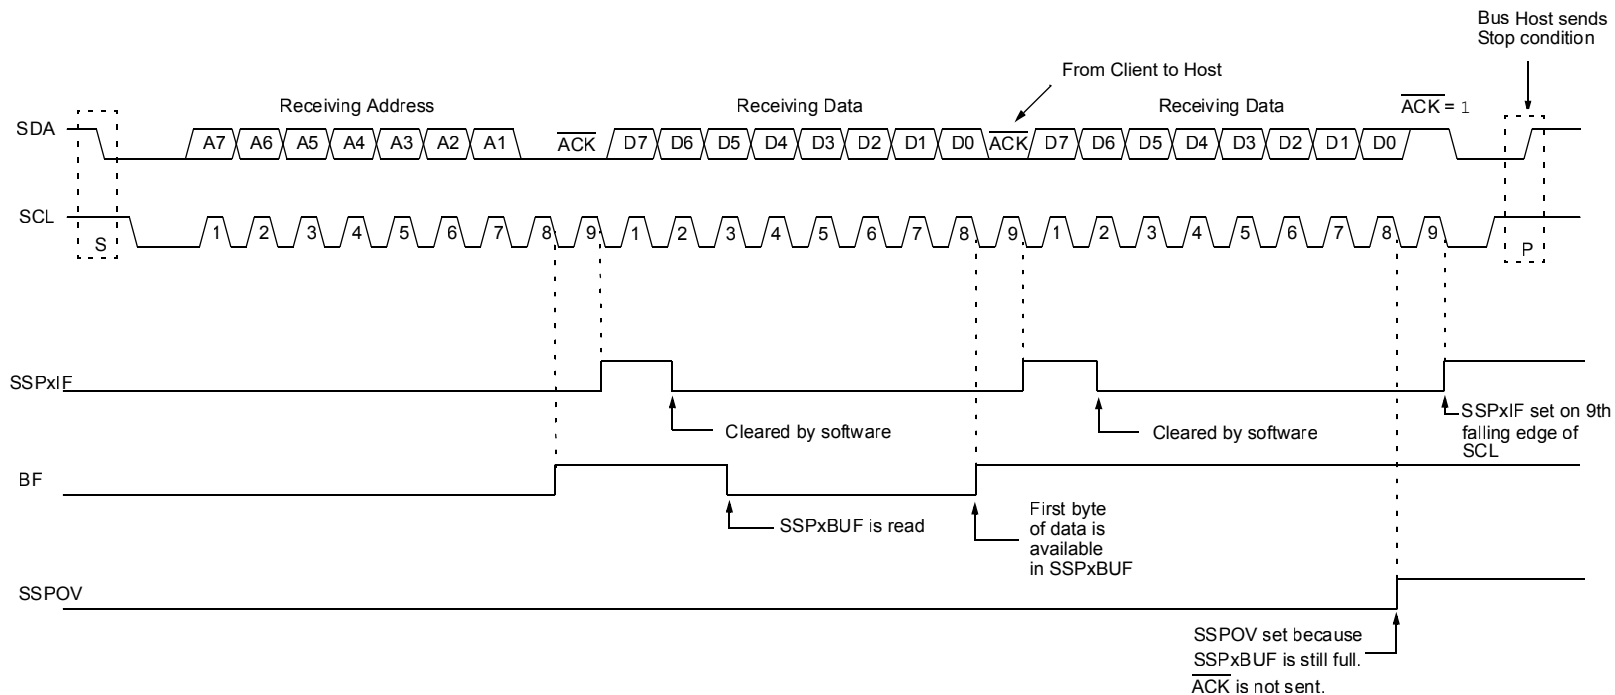 Bus Host sends
Stop condition
From Client to Host
Receiving Address
Receiving Data
Receiving Data
ACK = 1
SDA
A7 A6 A5 A4 A3 A2 A1 ACK D7 D6 D5 D4 D3 D2 D1 D0 ACK D7 D6 D5 D4 D3 D2 D1 D0
SCL
S
1 2 3 4 5 6 7 8 9 1 2 3 4 5 6 7 8 9 1 2 3 4 5 6 7 8 9
P
SSPxIF
Cleared by software
Cleared by software
SSPxIF set on 9th
falling edge of
SCL
BF
SSPxBUF is read
First byte
of data is
available
in SSPxBUF
SSPOV
SSPOV set because
SSPxBUF is still full.
ACK is not sent.